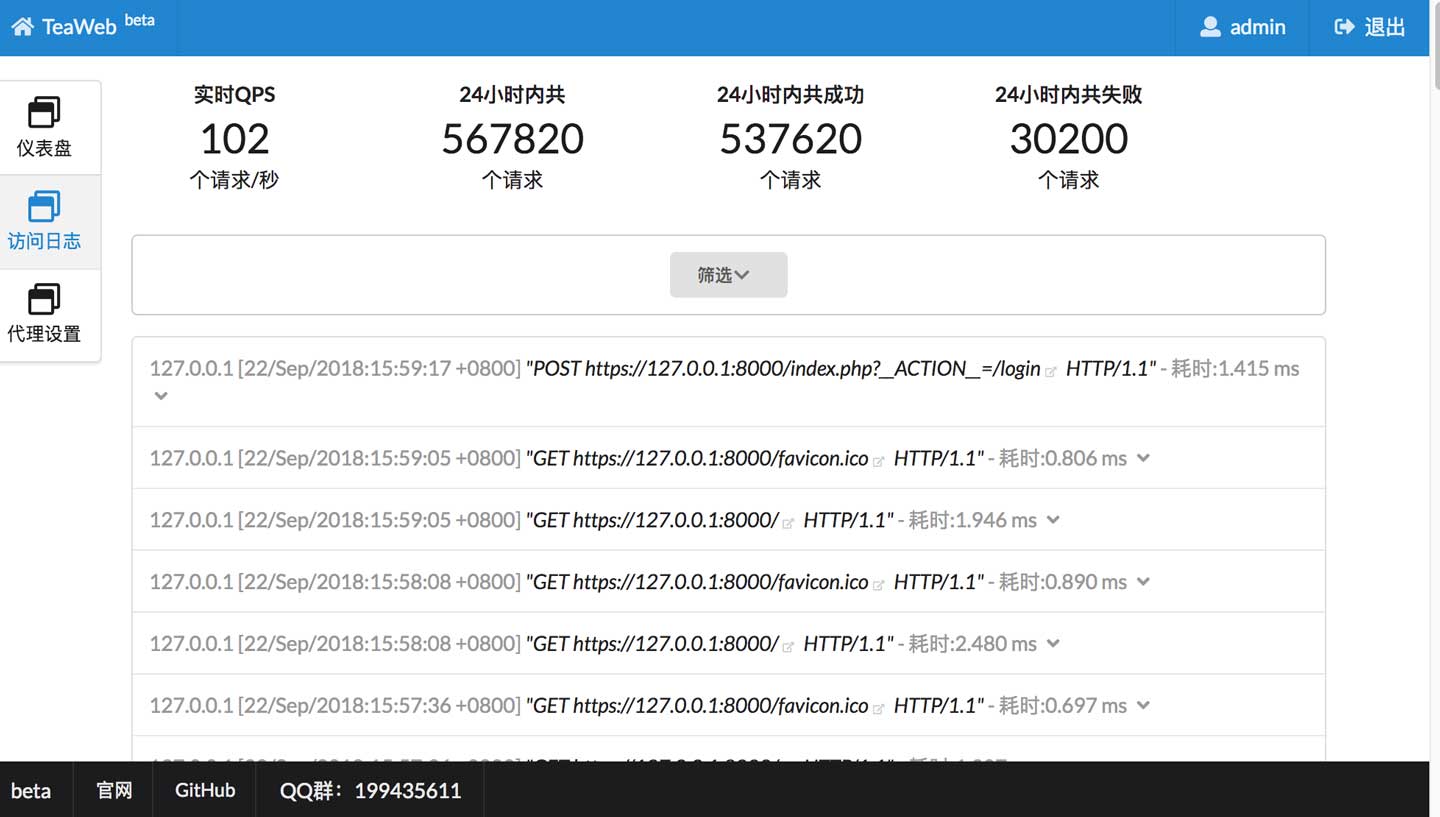 TeaWeb beta
admin
退出
仪表盘
访问日志
代理设置
实时QPS
102
个请求/秒
24小时内共
567820
个请求
24小时内共成功
537620
个请求
24小时内共失败
30200
个请求
筛选
127.0.0.1 [22/Sep/2018:15:59:17 +0800] "POST https://127.0.0.1:8000/index.php?__ACTION__=/login HTTP/1.1" - 耗时:1.415 ms
127.0.0.1 [22/Sep/2018:15:59:05 +0800] "GET https://127.0.0.1:8000/favicon.ico HTTP/1.1" - 耗时:0.806 ms
127.0.0.1 [22/Sep/2018:15:59:05 +0800] "GET https://127.0.0.1:8000/ HTTP/1.1" - 耗时:1.946 ms
127.0.0.1 [22/Sep/2018:15:58:08 +0800] "GET https://127.0.0.1:8000/favicon.ico HTTP/1.1" - 耗时:0.890 ms
127.0.0.1 [22/Sep/2018:15:58:08 +0800] "GET https://127.0.0.1:8000/ HTTP/1.1" - 耗时:2.480 ms
127.0.0.1 [22/Sep/2018:15:57:36 +0800] "GET https://127.0.0.1:8000/favicon.ico HTTP/1.1" - 耗时:0.697 ms
beta
官网
GitHub
QQ群：199435611